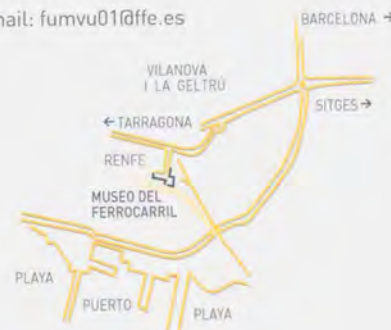 mail: fumvu01@ffe.es
BARCELONA →
VILANOVA
I LA GELTRÚ
SITGES →
← TARRAGONA
RENFE
MUSEO DEL
FERROCARRIL
PLAYA
PUERTO
PLAYA